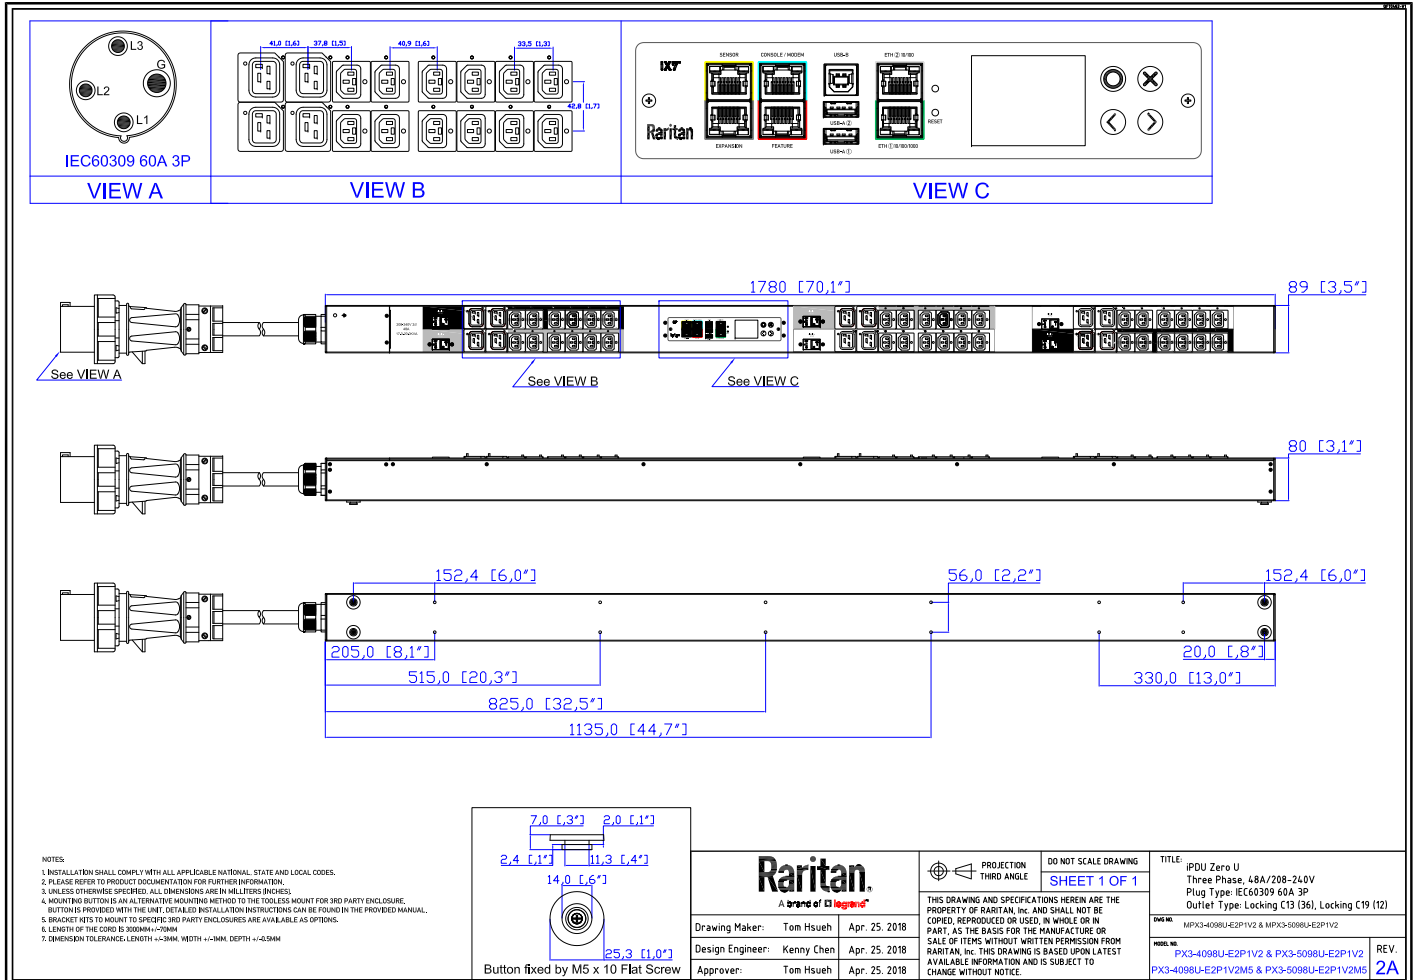 L3
G
L2
L1
IEC60309 60A 3P
VIEW A
41,0 [1,6]
37,8 [1,5]
40,9 [1,6]
33,5 [1,3]
42,8 [1,7]
VIEW B
SENSOR
CONSOLE / MODEM
USB-B
ETH ② 10/100
iX7
Raritan
USB-A ②
RESET
EXPANSION
FEATURE
USB-A ①
ETH ① 10/100/1000
VIEW C
1780 [70,1"]
89 [3,5"]
See VIEW A
See VIEW B
See VIEW C
80 [3,1"]
152,4 [6,0"]
56,0 [2,2"]
152,4 [6,0"]
205,0 [8,1"]
20,0 [,8"]
515,0 [20,3"]
330,0 [13,0"]
825,0 [32,5"]
1135,0 [44,7"]
7,0 [,3"]
2,0 [,1"]
2,4 [,1"]
11,3 [,4"]
14,0 [,6"]
25,3 [1,0"]
Button fixed by M5 x 10 Flat Screw
NOTES:
1. INSTALLATION SHALL COMPLY WITH ALL APPLICABLE NATIONAL, STATE AND LOCAL CODES.
2. PLEASE REFER TO PRODUCT DOCUMENTATION FOR FURTHER INFORMATION.
3. UNLESS OTHERWISE SPECIFIED, ALL DIMENSIONS ARE IN MILLITERS [INCHES].
4. MOUNTING BUTTON IS AN ALTERNATIVE MOUNTING METHOD TO THE TOOLLESS MOUNT FOR 3RD PARTY ENCLOSURE.
BUTTON IS PROVIDED WITH THE UNIT. DETAILED INSTALLATION INSTRUCTIONS CAN BE FOUND IN THE PROVIDED MANUAL.
5. BRACKET KITS TO MOUNT TO SPECIFIC 3RD PARTY ENCLOSURES ARE AVAILABLE AS OPTIONS.
6. LENGTH OF THE CORD IS 3000MM+/-70MM
7. DIMENSION TOLERANCE: LENGTH +/-3MM, WIDTH +/-1MM, DEPTH +/-0.5MM
Raritan.
A brand of legrand
Drawing Maker: Tom Hsueh Apr. 25. 2018
Design Engineer: Kenny Chen Apr. 25. 2018
Approver: Tom Hsueh Apr. 25. 2018
PROJECTION
THIRD ANGLE
DO NOT SCALE DRAWING
SHEET 1 OF 1
THIS DRAWING AND SPECIFICATIONS HEREIN ARE THE
PROPERTY OF RARITAN, Inc. AND SHALL NOT BE
COPIED, REPRODUCED OR USED, IN WHOLE OR IN
PART, AS THE BASIS FOR THE MANUFACTURE OR
SALE OF ITEMS WITHOUT WRITTEN PERMISSION FROM
RARITAN, Inc. THIS DRAWING IS BASED UPON LATEST
AVAILABLE INFORMATION AND IS SUBJECT TO
CHANGE WITHOUT NOTICE.
TITLE:
iPDU Zero U
Three Phase, 48A/208-240V
Plug Type: IEC60309 60A 3P
Outlet Type: Locking C13 (36), Locking C19 (12)
DWG NO. MPX3-4098U-E2P1V2 & MPX3-5098U-E2P1V2
MODEL NO.
PX3-4098U-E2P1V2 & PX3-5098U-E2P1V2
PX3-4098U-E2P1V2M5 & PX3-5098U-E2P1V2M5
REV.
2A